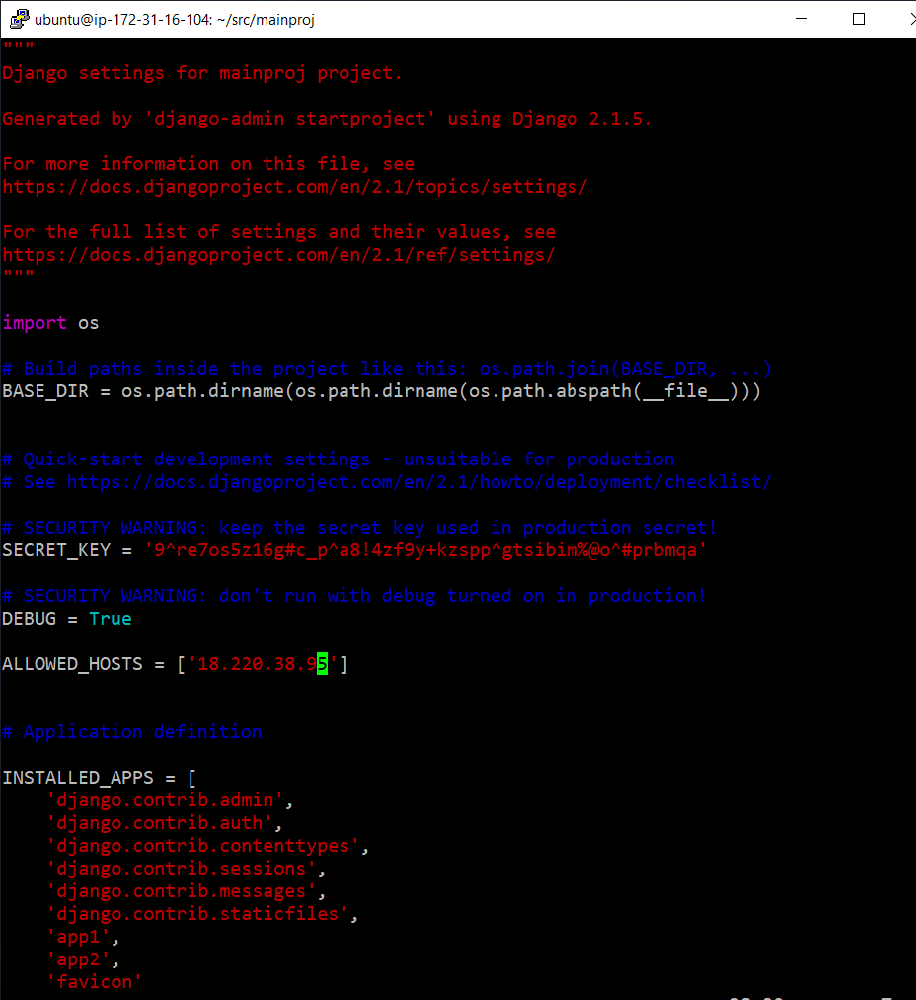 ubuntu@ip-172-31-16-104: ~/src/mainproj
"""
Django settings for mainproj project.
Generated by 'django-admin startproject' using Django 2.1.5.
For more information on this file, see
https://docs.djangoproject.com/en/2.1/topics/settings/
For the full list of settings and their values, see
https://docs.djangoproject.com/en/2.1/ref/settings/
"""
import os
# Build paths inside the project like this: os.path.join(BASE_DIR, ...)
BASE_DIR = os.path.dirname(os.path.dirname(os.path.abspath(__file__)))
# Quick-start development settings - unsuitable for production
# See https://docs.djangoproject.com/en/2.1/howto/deployment/checklist/
# SECURITY WARNING: keep the secret key used in production secret!
SECRET_KEY = '9^re7os5z16g#c_p^a8!4zf9y+kzspp^gtsibim%@o^#prbmqa'
# SECURITY WARNING: don't run with debug turned on in production!
DEBUG = True
ALLOWED_HOSTS = ['18.220.38.95']
# Application definition
INSTALLED_APPS = [
    'django.contrib.admin',
    'django.contrib.auth',
    'django.contrib.contenttypes',
    'django.contrib.sessions',
    'django.contrib.messages',
    'django.contrib.staticfiles',
    'app1',
    'app2',
    'favicon'